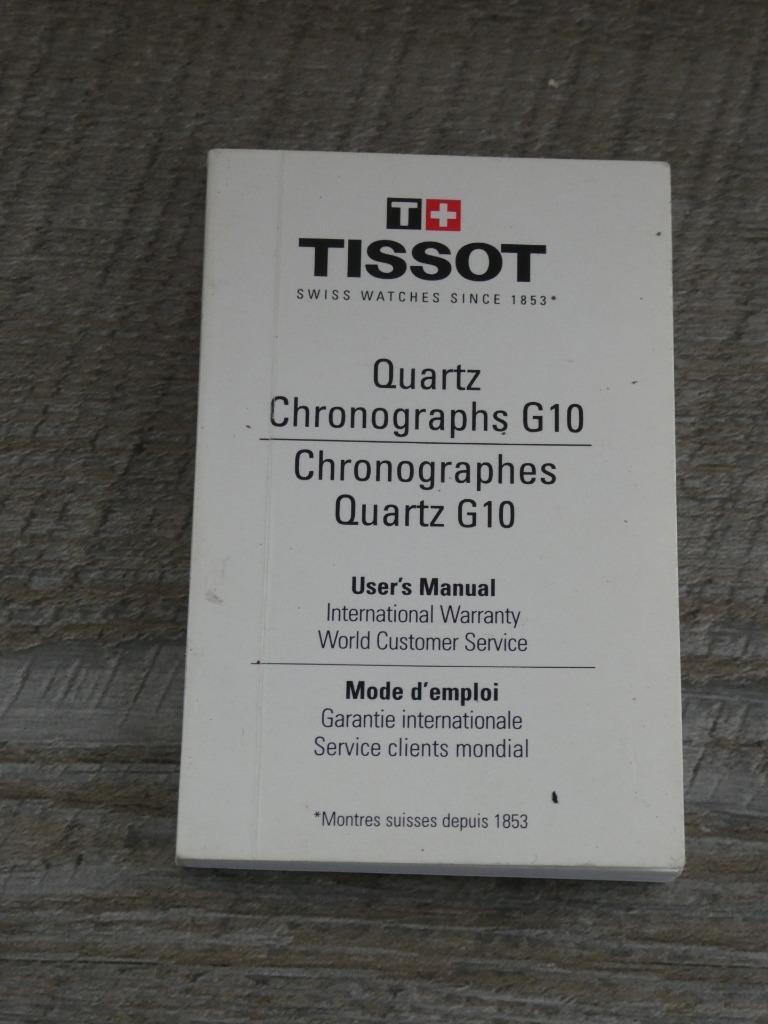 T+
TISSOT
SWISS WATCHES SINCE 1853*
Quartz
Chronographs G10
Chronographes
Quartz G10
User's Manual
International Warranty
World Customer Service
Mode d'emploi
Garantie internationale
Service clients mondial
*Montres suisses depuis 1853